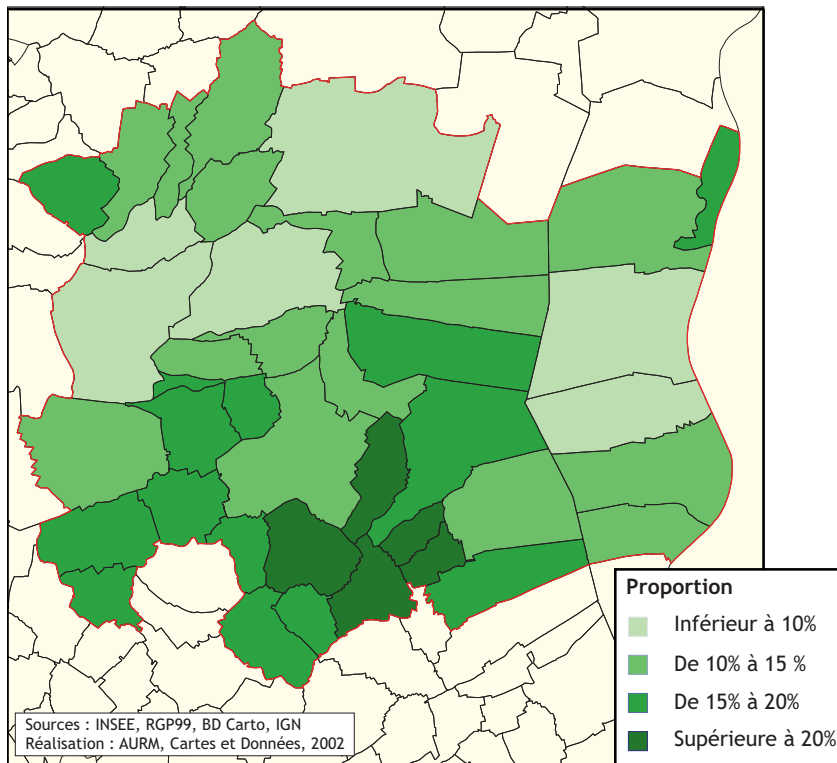 Proportion
Inférieur à 10%
De 10% à 15 %
De 15% à 20%
Supérieure à 20%
Sources : INSEE, RGP99, BD Carto, IGN
Réalisation : AURM, Cartes et Données, 2002